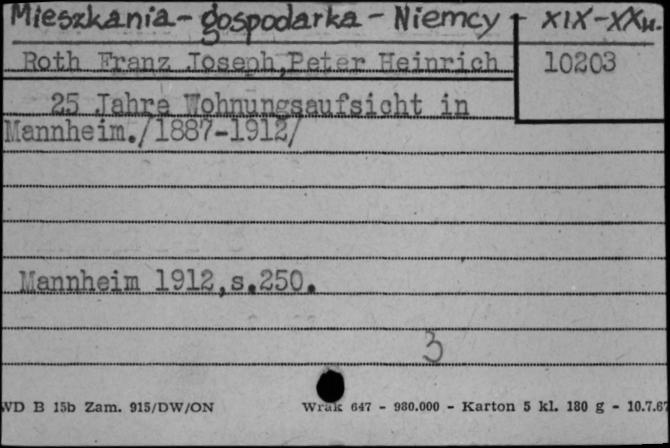 Mieszkania - gospodarka - Niemcy - XIX-XXw.
Roth Franz Joseph,Peter Heinrich 10203
25 Jahre Wohnungsaufsicht in
Mannheim./1887-1912/
Mannheim 1912,s.250.
3
WD B 15b Zam. 915/DW/ON Wrak 647 - 980.000 - Karton 5 kl. 180 g - 10.7.67